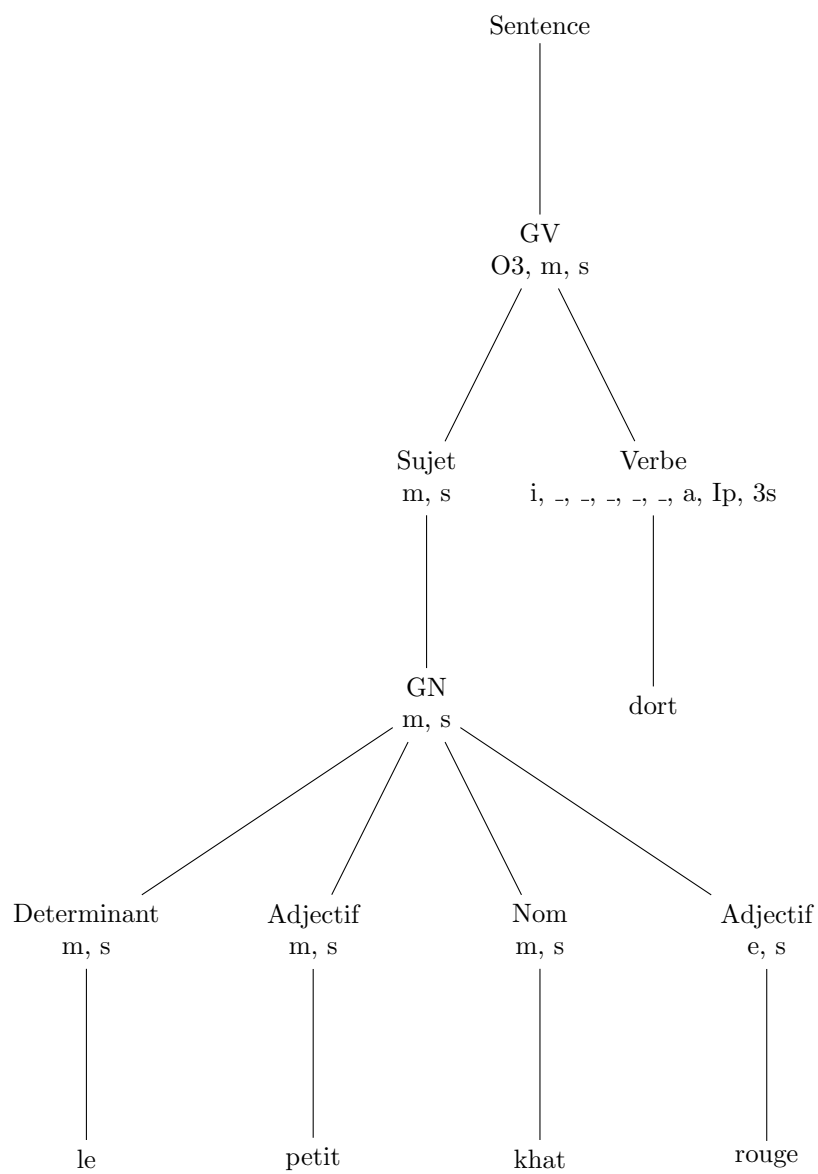 Sentence
GV
O3, m, s
Sujet Verbe
m, s i, _, _, _, _, _, a, Ip, 3s
GN
m, s
dort
Determinant Adjectif Nom Adjectif
m, s m, s m, s e, s
le petit khat rouge